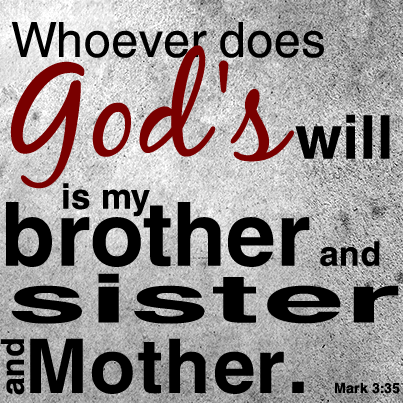 Whoever does
God's will
is my
brother and
sister
and Mother.
Mark 3:35